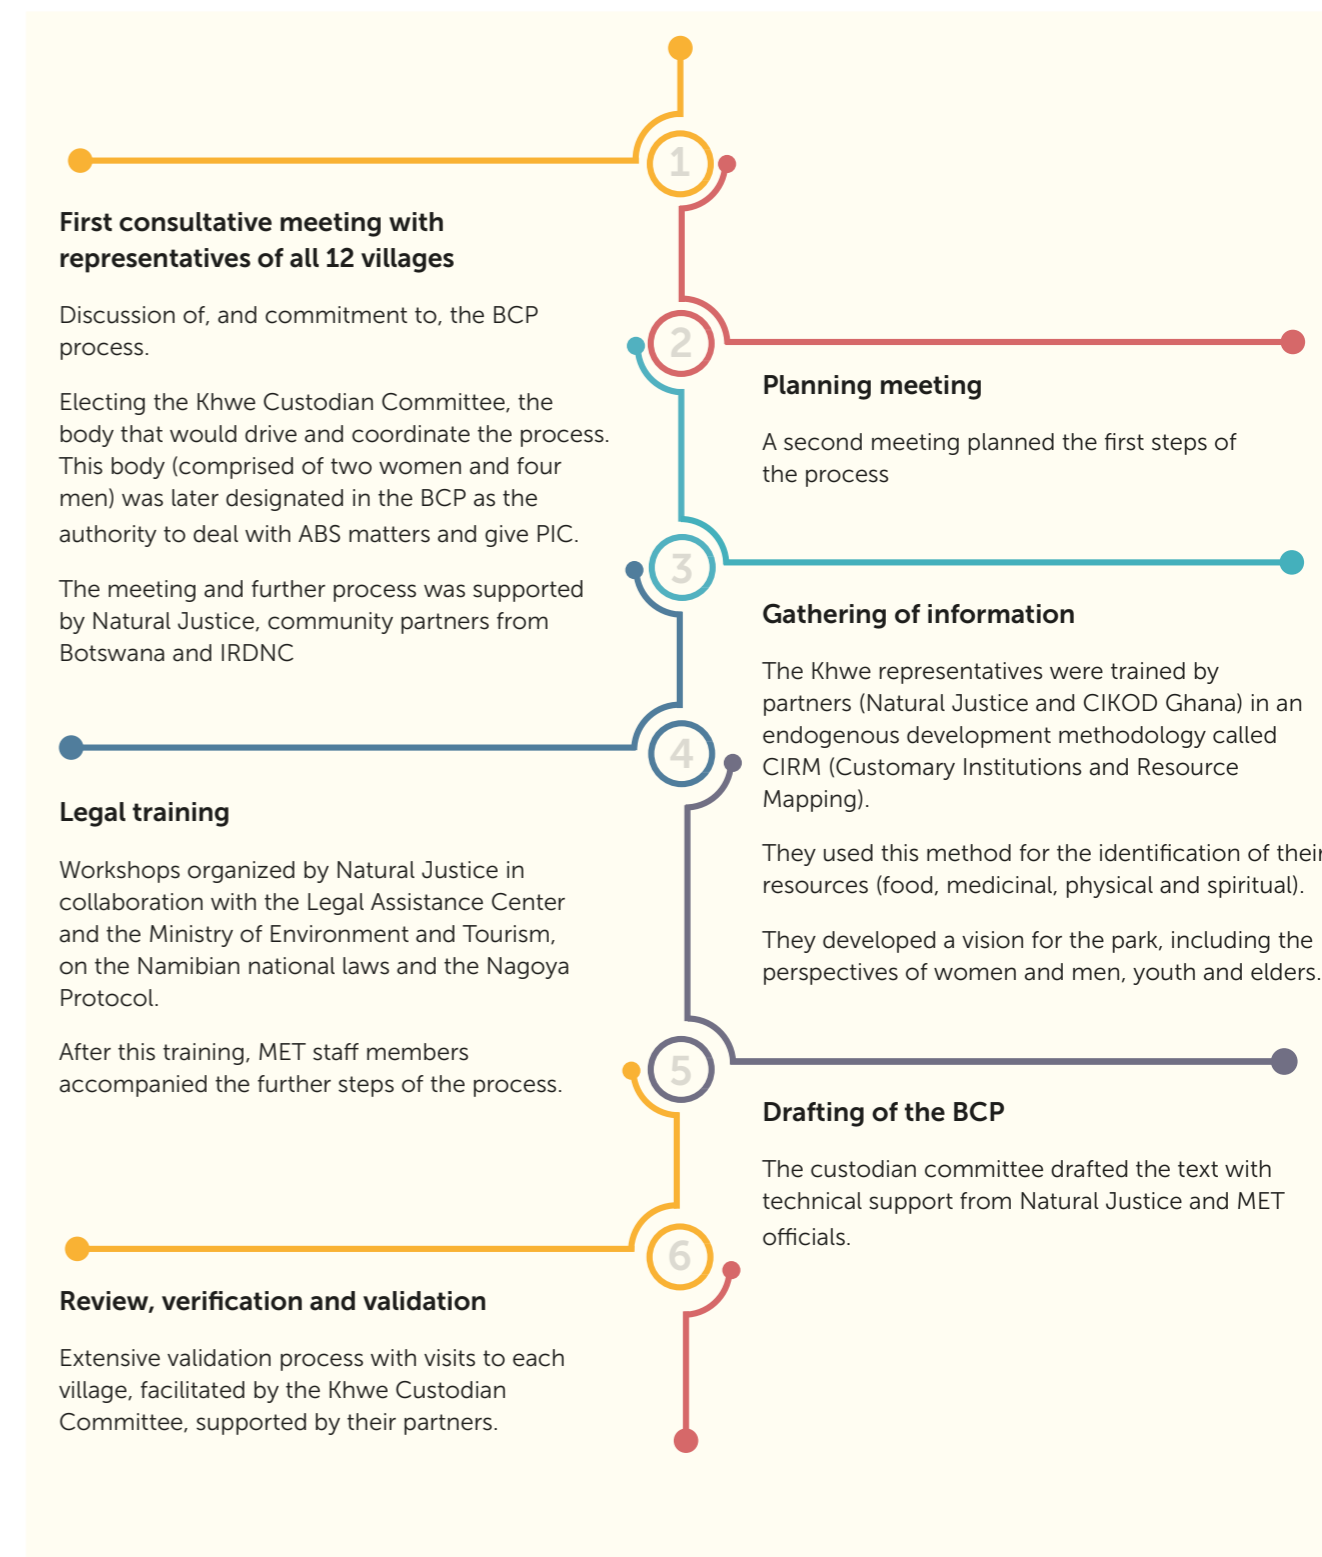 1
First consultative meeting with
representatives of all 12 villages
Discussion of, and commitment to, the BCP
process.
Electing the Khwe Custodian Committee, the
body that would drive and coordinate the process.
This body (comprised of two women and four
men) was later designated in the BCP as the
authority to deal with ABS matters and give PIC.
The meeting and further process was supported
by Natural Justice, community partners from
Botswana and IRDNC
2
Planning meeting
A second meeting planned the first steps of
the process
3
Gathering of information
The Khwe representatives were trained by
partners (Natural Justice and CIKOD Ghana) in an
endogenous development methodology called
CIRM (Customary Institutions and Resource
Mapping).
They used this method for the identification of their
resources (food, medicinal, physical and spiritual).
They developed a vision for the park, including the
perspectives of women and men, youth and elders.
4
Legal training
Workshops organized by Natural Justice in
collaboration with the Legal Assistance Center
and the Ministry of Environment and Tourism,
on the Namibian national laws and the Nagoya
Protocol.
After this training, MET staff members
accompanied the further steps of the process.
5
Drafting of the BCP
The custodian committee drafted the text with
technical support from Natural Justice and MET
officials.
6
Review, verification and validation
Extensive validation process with visits to each
village, facilitated by the Khwe Custodian
Committee, supported by their partners.